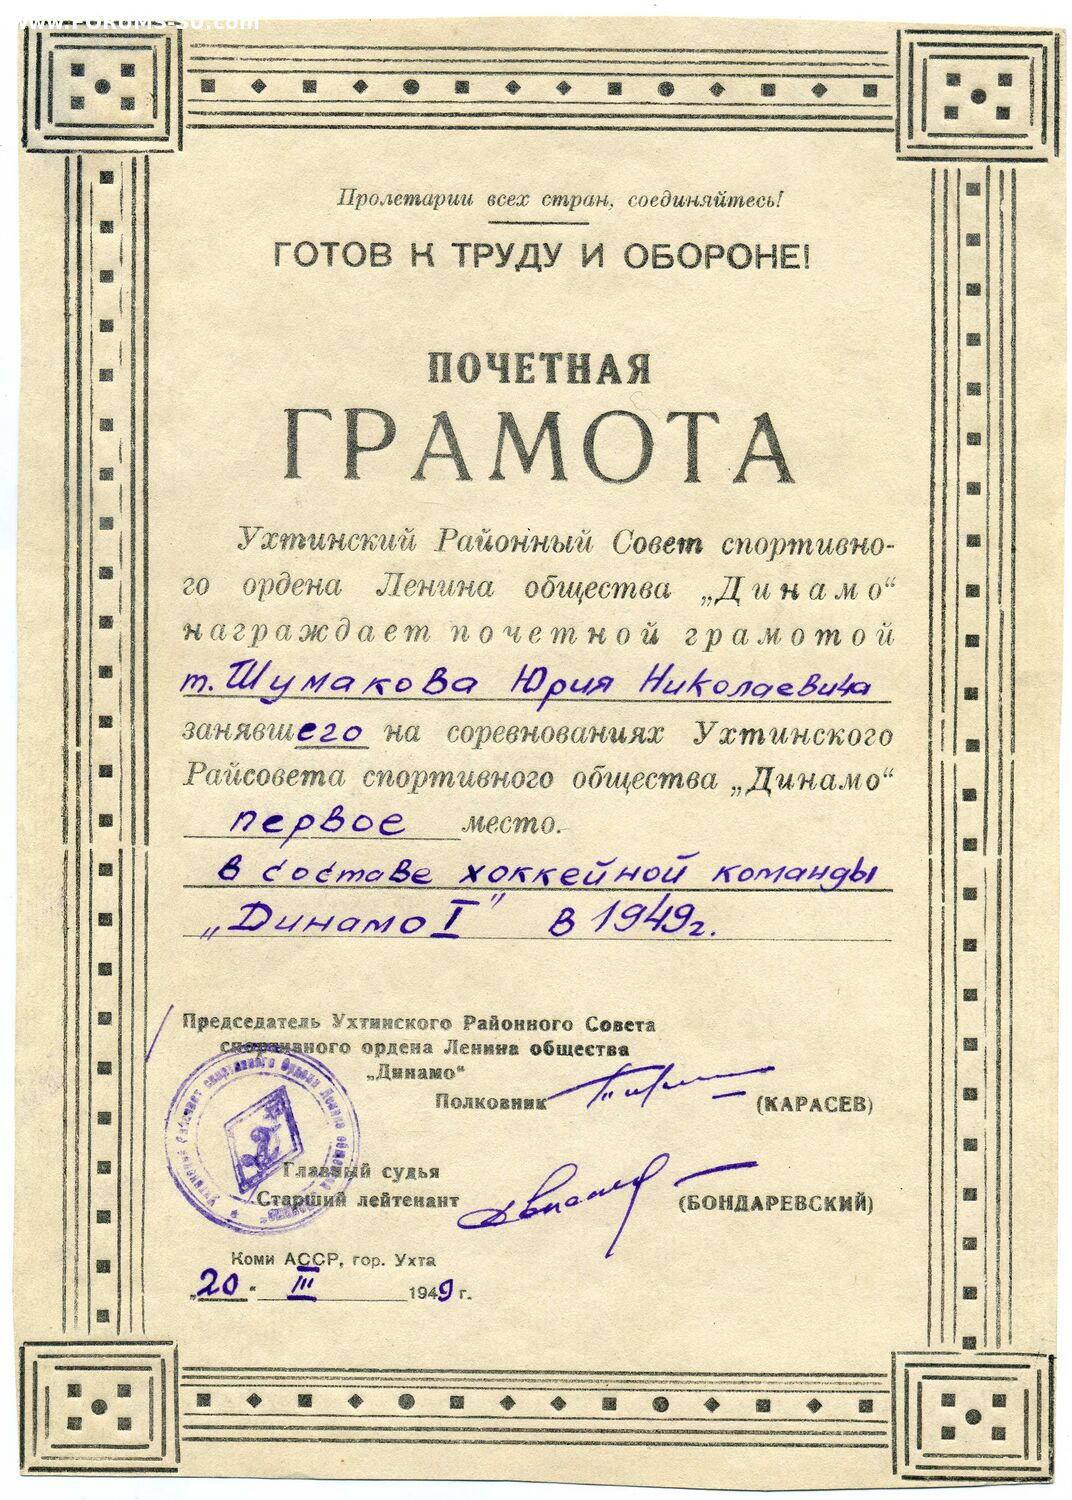 Пролетарии всех стран, соединяйтесь!
ГОТОВ К ТРУДУ И ОБОРОНЕ!
ПОЧЕТНАЯ
ГРАМОТА
Ухтинский Районный Совет спортивно-
го ордена Ленина общества „Динамо“
награждает почетной грамотой
т. Шумакова Юрия Николаевича
занявшего на соревнованиях Ухтинского
Райсовета спортивного общества „Динамо“
первое место.
в составе хоккейной команды
„Динамо I” в 1949г.
Председатель Ухтинского Районного Совета
спортивного ордена Ленина общества
„Динамо“
Полковник (КАРАСЕВ)
Главный судья
Старший лейтенант (БОНДАРЕВСКИЙ)
Коми АССР, гор. Ухта
„20“ III 1949 г.